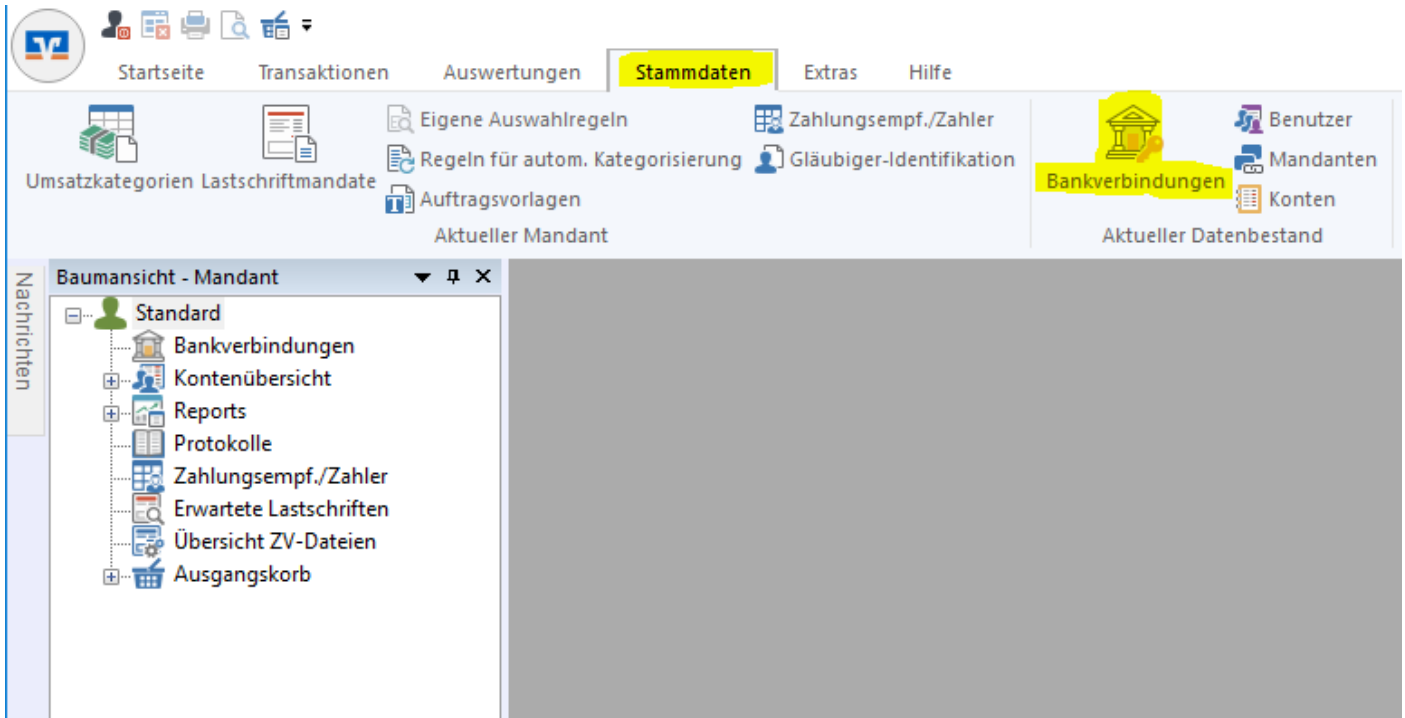 Startseite Transaktionen Auswertungen Stammdaten Extras Hilfe
Umsatzkategorien
Lastschriftmandate
Eigene Auswahlregeln
Regeln für autom. Kategorisierung
Auftragsvorlagen
Zahlungsempf./Zahler
Gläubiger-Identifikation
Aktueller Mandant
Bankverbindungen
Benutzer
Mandanten
Konten
Aktueller Datenbestand
Nachrichten
Baumansicht - Mandant
Standard
Bankverbindungen
Kontenübersicht
Reports
Protokolle
Zahlungsempf./Zahler
Erwartete Lastschriften
Übersicht ZV-Dateien
Ausgangskorb